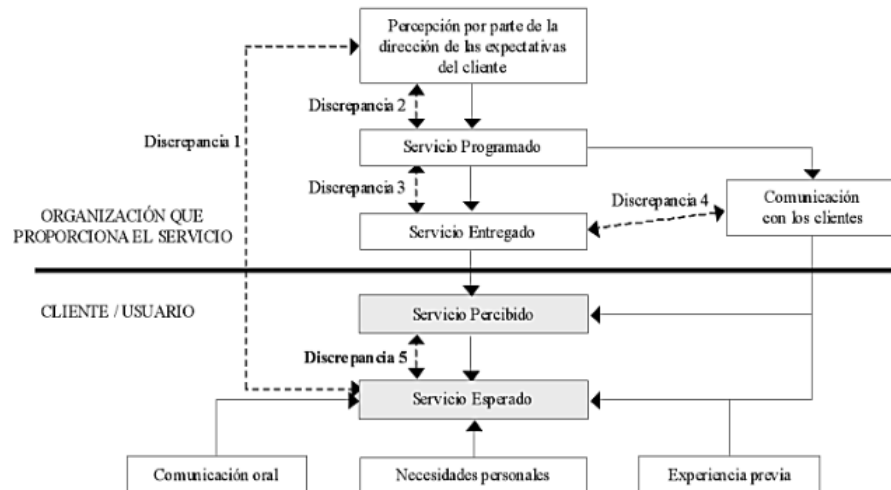 Percepción por parte de la
dirección de las expectativas
del cliente
Discrepancia 2
Discrepancia 1
Servicio Programado
Discrepancia 3
Discrepancia 4
Comunicación
con los clientes
ORGANIZACIÓN QUE
PROPORCIONA EL SERVICIO
Servicio Entregado
CLIENTE / USUARIO
Servicio Percibido
Discrepancia 5
Servicio Esperado
Comunicación oral
Necesidades personales
Experiencia previa